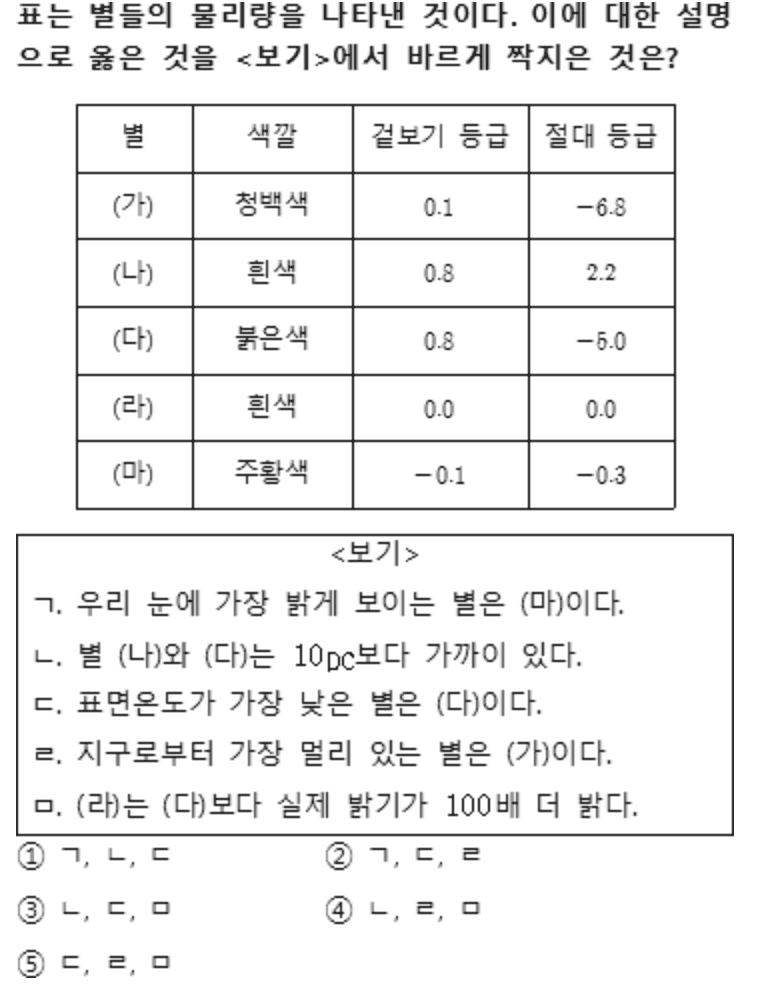 표는 별들의 물리량을 나타낸 것이다. 이에 대한 설명
으로 옳은 것을 <보기>에서 바르게 짝지은 것은?
별 색깔 겉보기 등급 절대 등급
(가) 청백색 0.1 −6.8
(나) 흰색 0.8 2.2
(다) 붉은색 0.8 −5.0
(라) 흰색 0.0 0.0
(마) 주황색 −0.1 −0.3
<보기>
ㄱ. 우리 눈에 가장 밝게 보이는 별은 (마)이다.
ㄴ. 별 (나)와 (다)는 10pc보다 가까이 있다.
ㄷ. 표면온도가 가장 낮은 별은 (다)이다.
ㄹ. 지구로부터 가장 멀리 있는 별은 (가)이다.
ㅁ. (라)는 (다)보다 실제 밝기가 100배 더 밝다.
① ㄱ, ㄴ, ㄷ ② ㄱ, ㄷ, ㄹ
③ ㄴ, ㄷ, ㅁ ④ ㄴ, ㄹ, ㅁ
⑤ ㄷ, ㄹ, ㅁ